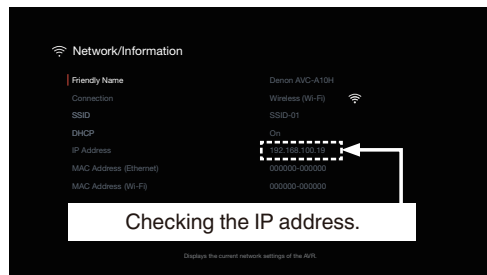 Network/Information
Friendly Name Denon AVC-A10H
Connection Wireless (Wi-Fi)
SSID SSID-01
DHCP On
IP Address 192.168.100.19
MAC Address (Ethernet) 000000-000000
MAC Address (Wi-Fi) 000000-000000
Checking the IP address.
Displays the current network settings of the AVR.